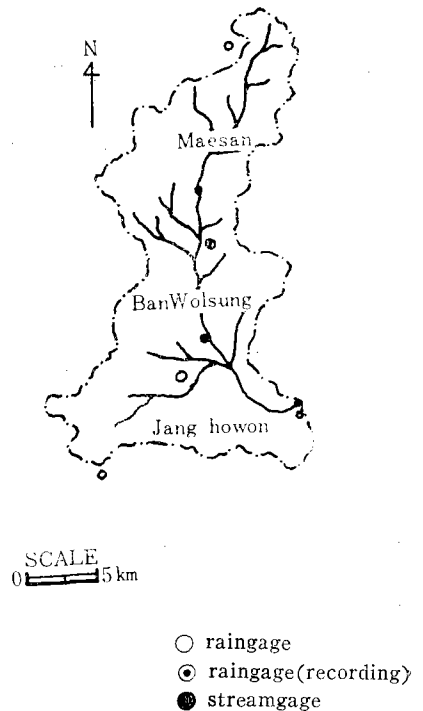 N
Maesan
BanWolsung
Jang howon
SCALE
0 5 km
raingage
raingage(recording)
streamgage